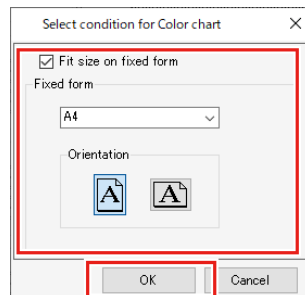 Select condition for Color chart
Fit size on fixed form
Fixed form
A4
Orientation
A A
OK Cancel